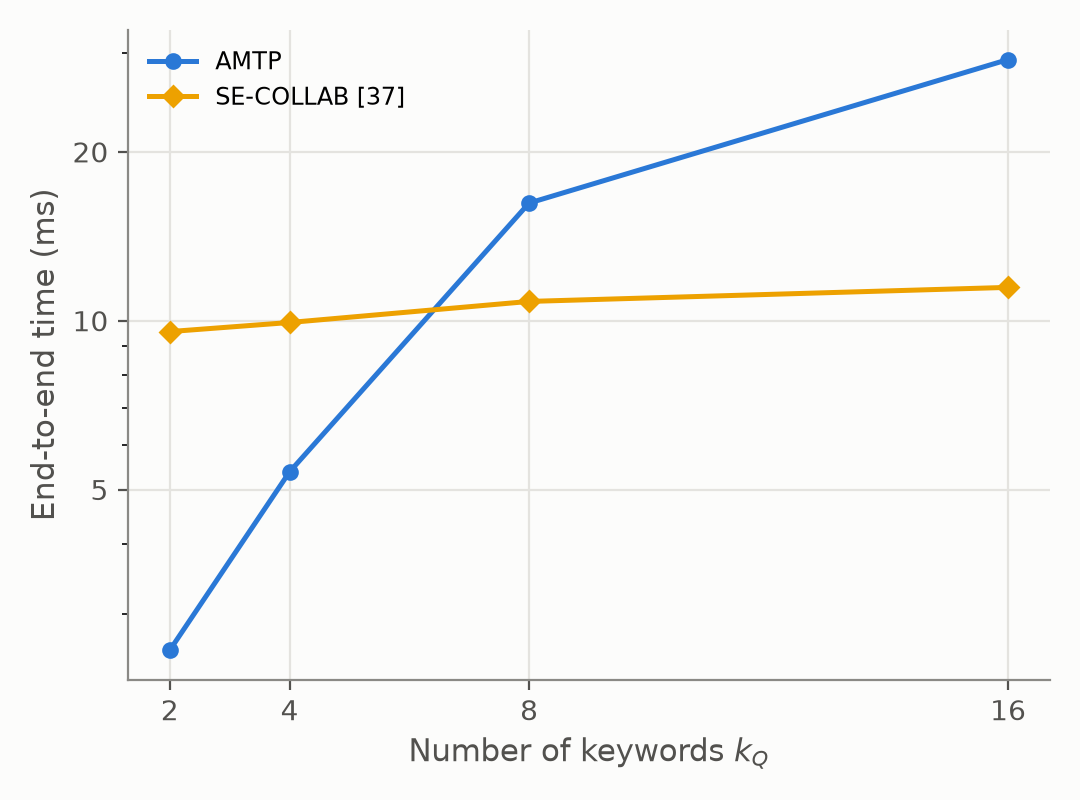 AMTP
SE-COLLAB [37]
20
10
5
End-to-end time (ms)
2 4 8 16
Number of keywords k_Q